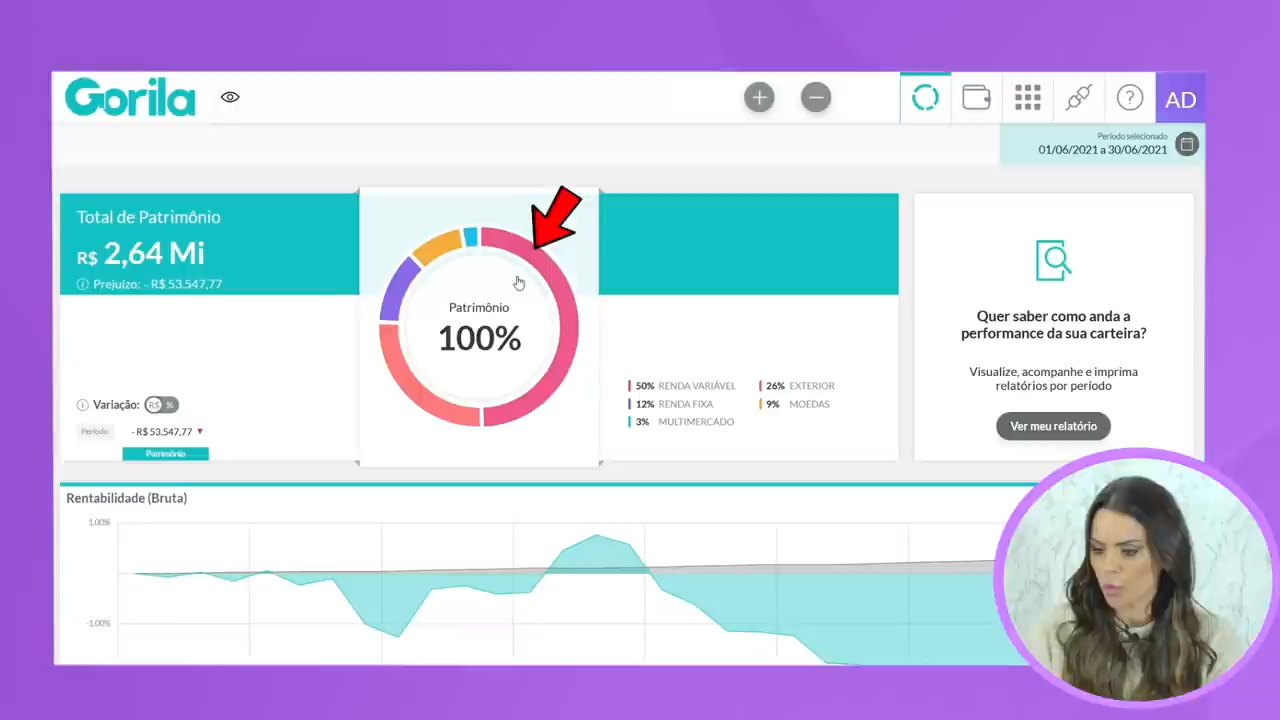 Gorila
AD
Período selecionado
01/06/2021 a 30/06/2021
Total de Patrimônio
R$ 2,64 Mi
Prejuízo: - R$ 53.547,77
Patrimônio
100%
Variação: R$ %
Período
- R$ 53.547,77
Patrimônio
50% RENDA VARIÁVEL
26% EXTERIOR
12% RENDA FIXA
9% MOEDAS
3% MULTIMERCADO
Quer saber como anda a
performance da sua carteira?
Visualize, acompanhe e imprima
relatórios por período
Ver meu relatório
Rentabilidade (Bruta)
1.00%
-1.00%